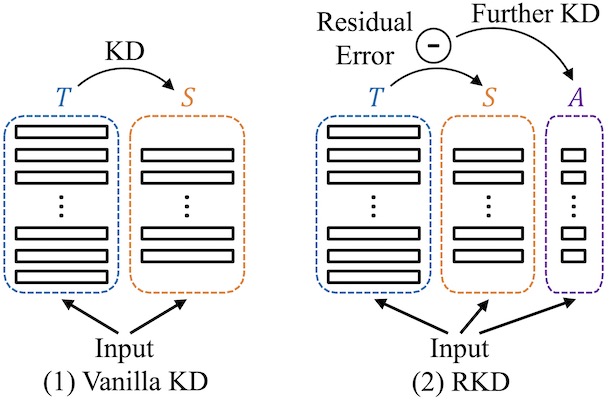 KD
T
S
Input
(1) Vanilla KD
Residual
Error
-
Further KD
T
S
A
Input
(2) RKD